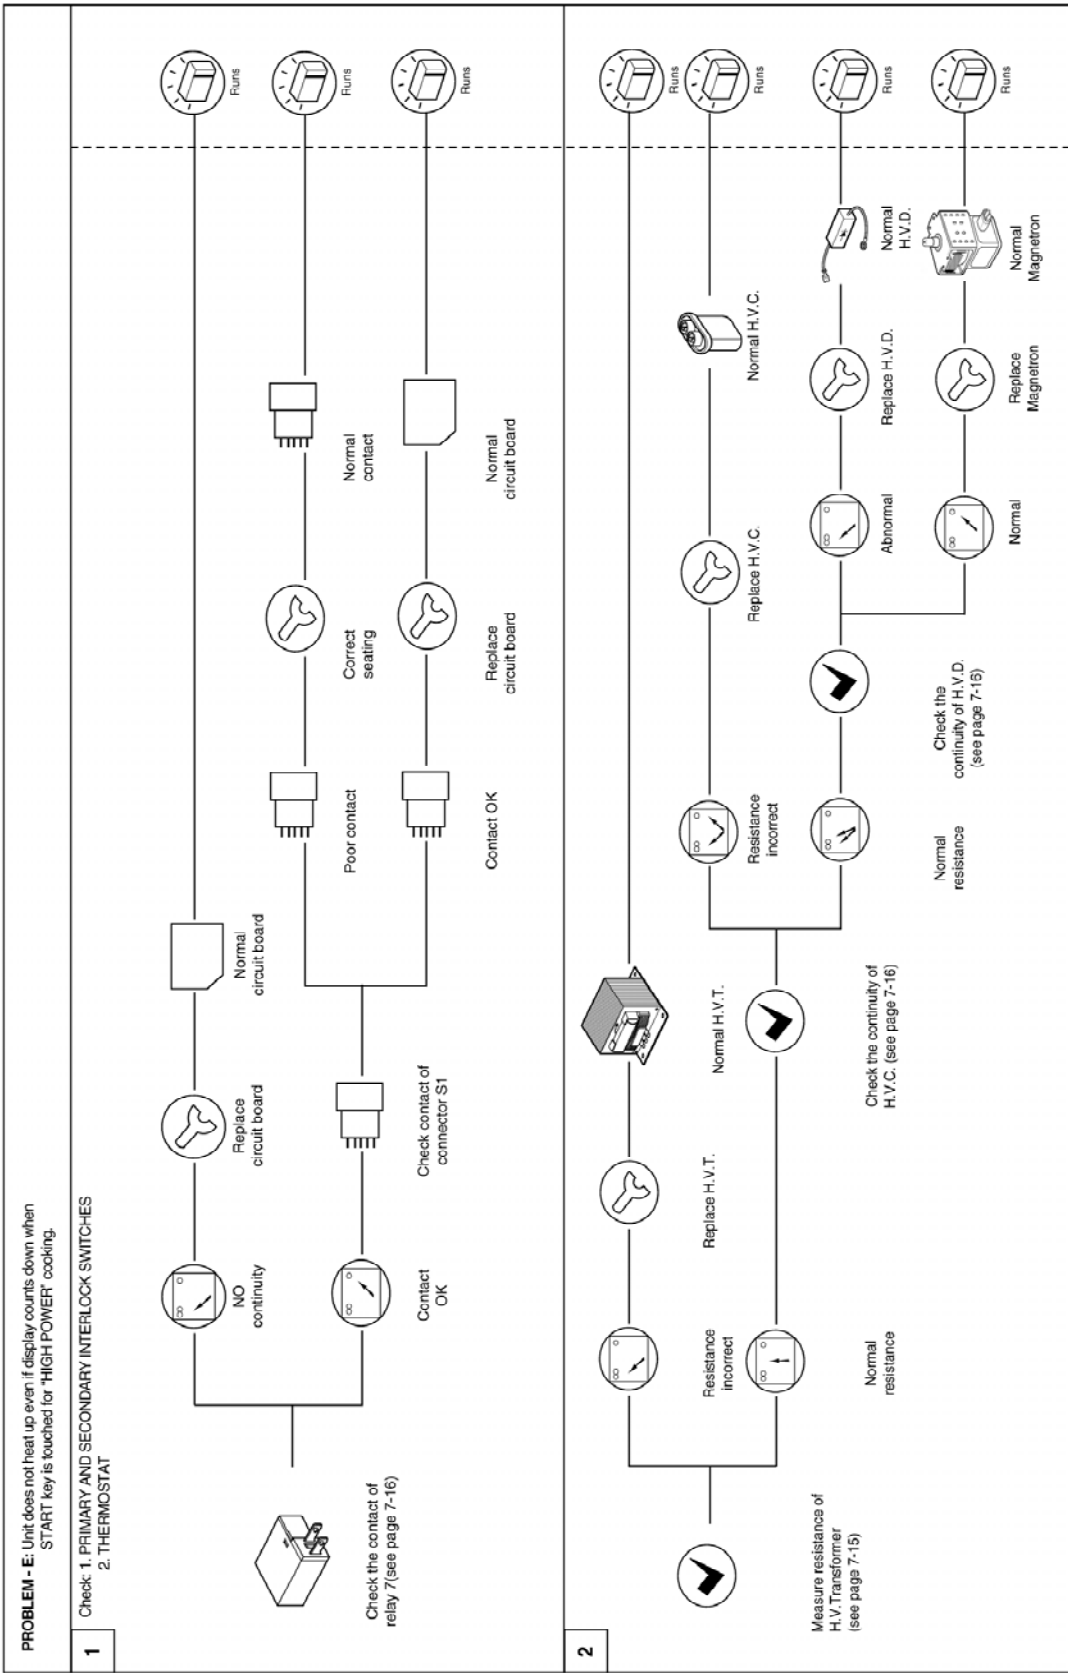 PROBLEM - E: Unit does not heat up even if display counts down when
START key is touched for "HIGH POWER" cooking.
1
Check: 1. PRIMARY AND SECONDARY INTERLOCK SWITCHES
2. THERMOSTAT
Check the contact of
relay 7(see page 7-16)
NO
continuity
Replace
circuit board
Normal
circuit board
Runs
Contact
OK
Check contact of
connector S1
Poor contact
Correct
seating
Normal
contact
Runs
Contact OK
Replace
circuit board
Normal
circuit board
Runs
2
Measure resistance of
H.V.Transformer
(see page 7-15)
Resistance
incorrect
Replace H.V.T.
Normal H.V.T.
Runs
Normal
resistance
Check the continuity of
H.V.C. (see page 7-16)
Resistance
incorrect
Replace H.V.C.
Normal H.V.C.
Runs
Normal
resistance
Check the
continuity of H.V.D.
(see page 7-16)
Abnormal
Replace H.V.D.
Normal
H.V.D.
Runs
Normal
Replace
Magnetron
Normal
Magnetron
Runs